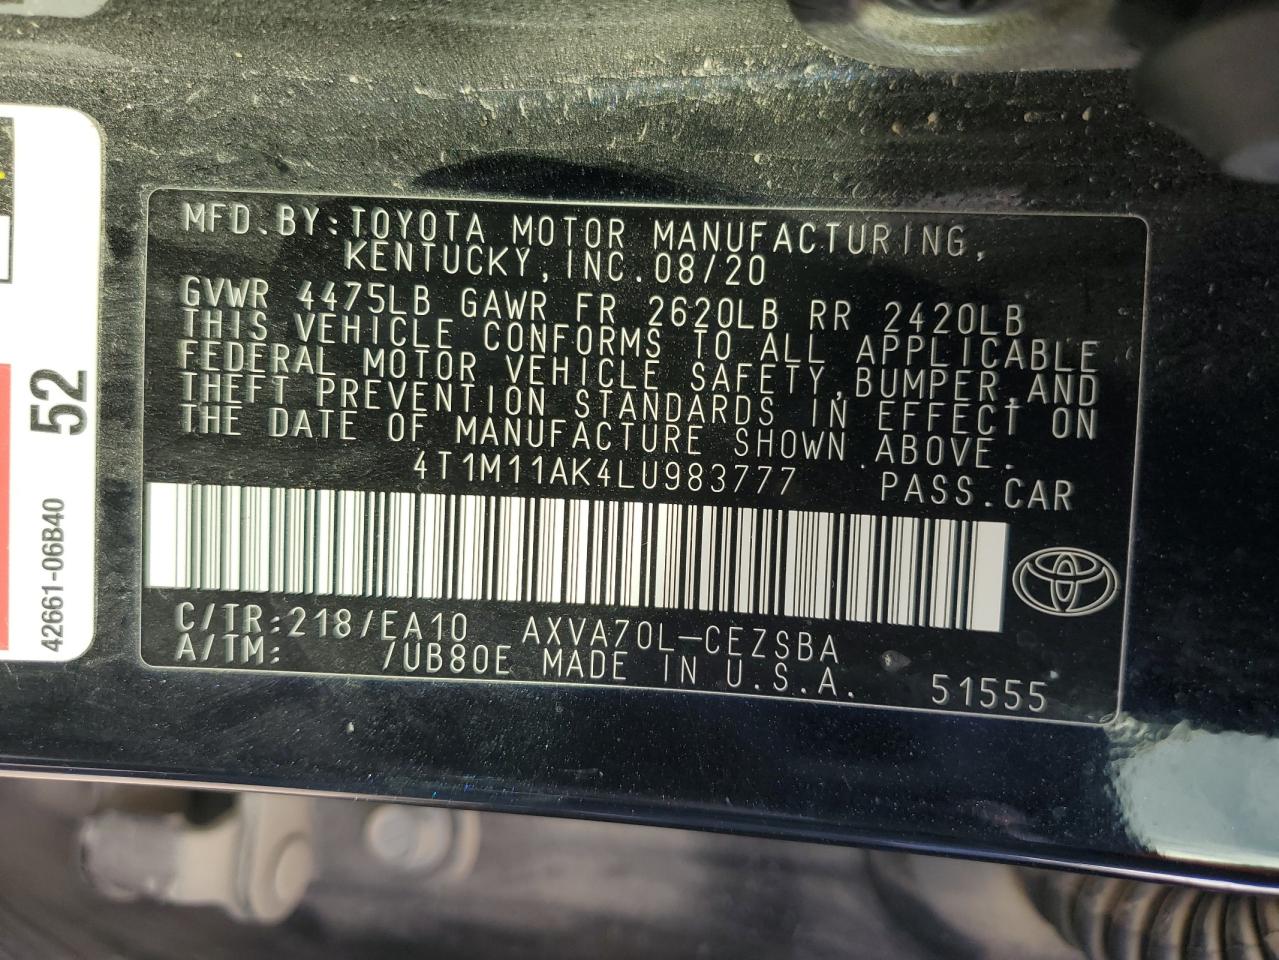 MFD.BY:TOYOTA MOTOR MANUFACTURING,
KENTUCKY,INC.08/20
GVWR 4475LB GAWR FR 2620LB RR 2420LB
THIS VEHICLE CONFORMS TO ALL APPLICABLE
FEDERAL MOTOR VEHICLE SAFETY,BUMPER,AND
THEFT PREVENTION STANDARDS IN EFFECT ON
THE DATE OF MANUFACTURE SHOWN ABOVE.
4T1M11AK4LU983777 PASS.CAR
C/TR:218/EA10 AXVA70L-CEZSBA
A/TM: /UB80E MADE IN U.S.A. 51555
52
42661-06B40